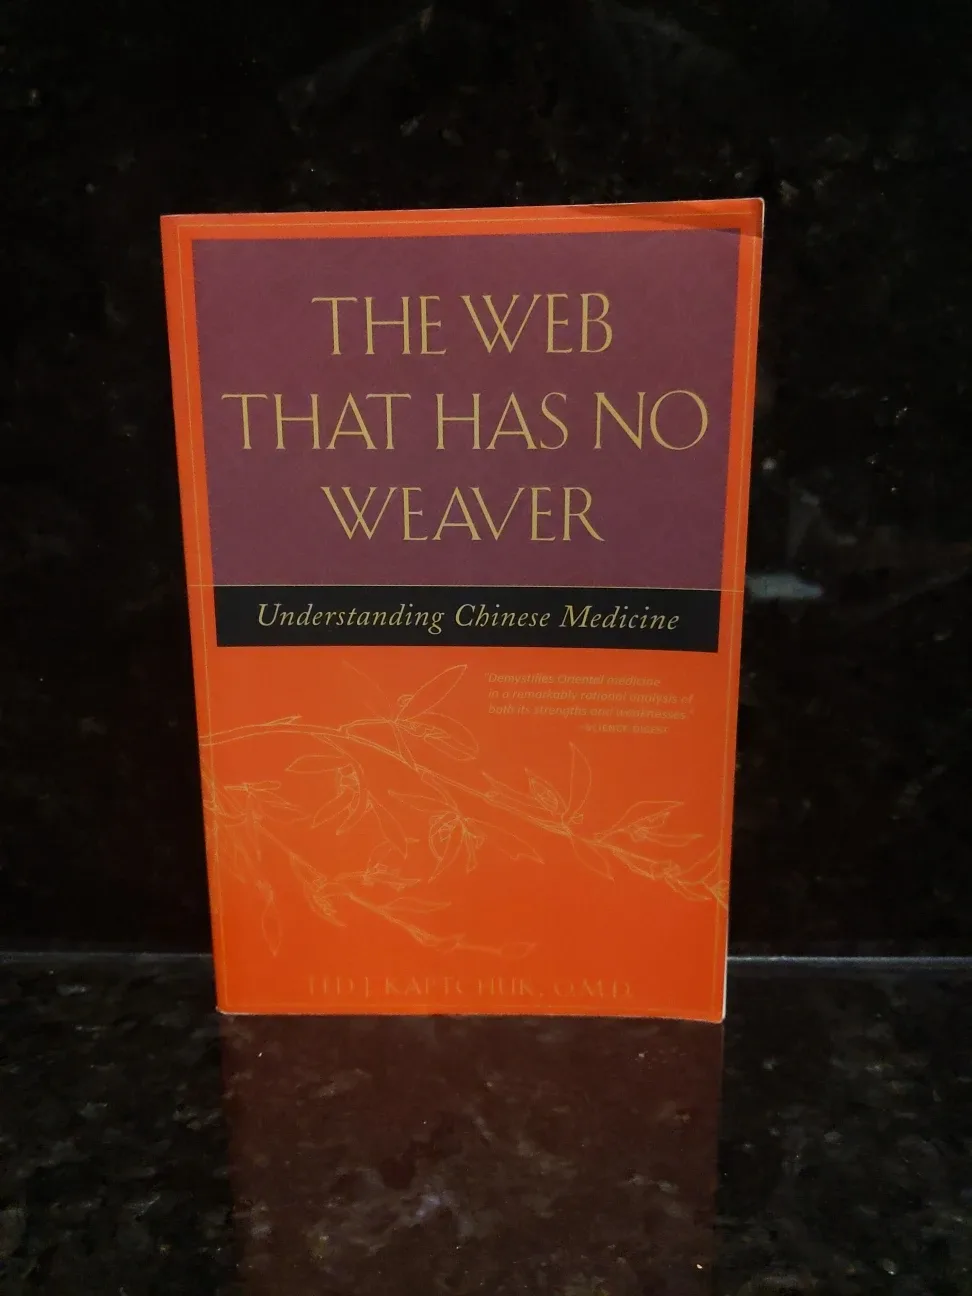 THE WEB
THAT HAS NO
WEAVER
Understanding Chinese Medicine
"Demystifies Oriental medicine
in a remarkably rational analysis of
both its strengths and weaknesses."
—SCIENCE DIGEST
TED J. KAPTCHUK, O.M.D.